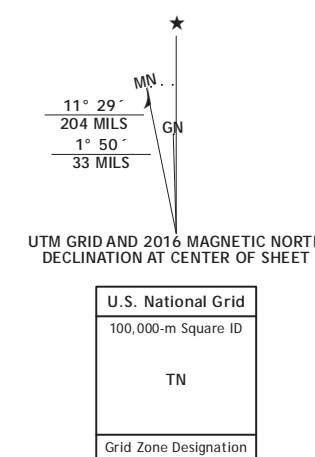 ★
MN
11° 29´
204 MILS
GN
1° 50´
33 MILS
UTM GRID AND 2016 MAGNETIC NORTH
DECLINATION AT CENTER OF SHEET
U.S. National Grid
100,000-m Square ID
TN
Grid Zone Designation